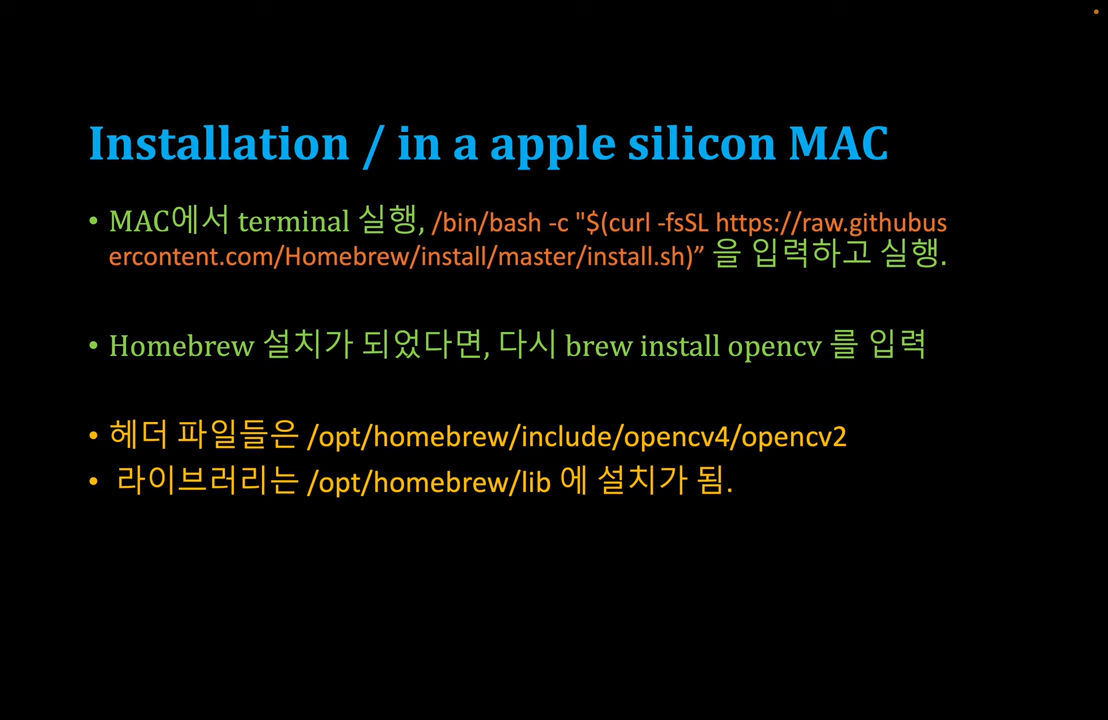 Installation / in a apple silicon MAC
• MAC에서 terminal 실행, /bin/bash -c "$(curl -fsSL https://raw.githubus
ercontent.com/Homebrew/install/master/install.sh)” 을 입력하고 실행.
• Homebrew 설치가 되었다면, 다시 brew install opencv 를 입력
• 헤더 파일들은 /opt/homebrew/include/opencv4/opencv2
• 라이브러리는 /opt/homebrew/lib 에 설치가 됨.